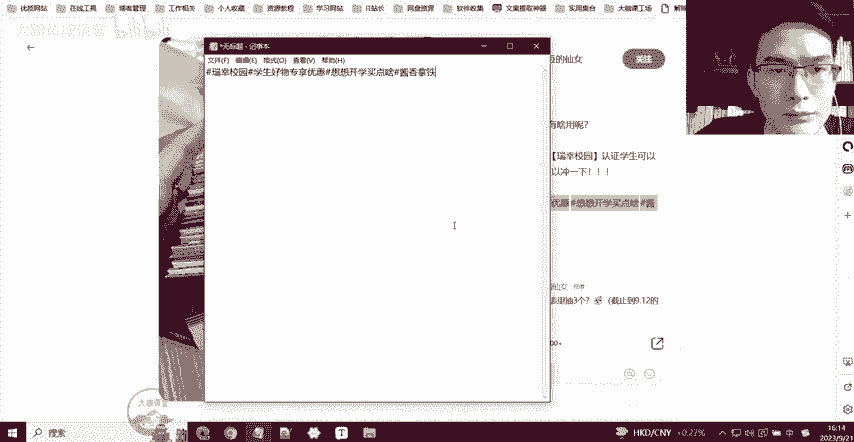 优质网站 在线工具 博客管理 工作相关 个人收藏 资源教程 学习网站 IT站长 网盘资源 软件收集 文案提取神器 实用集合 大聪课工场
*无标题 - 记事本
文件(F) 编辑(E) 格式(O) 查看(V) 帮助(H)
#瑞幸校园#学生好物专享优惠#想想开学买点啥#酱香拿铁
的仙女
关注
有啥用呢?
【瑞幸校园】认证学生可以
以冲一下!!!
优惠 #想想开学买点啥 #酱
仙女
(截止到9.12的
搜索
HKD/CNY +0.27%
中
16:14
2023/9/21